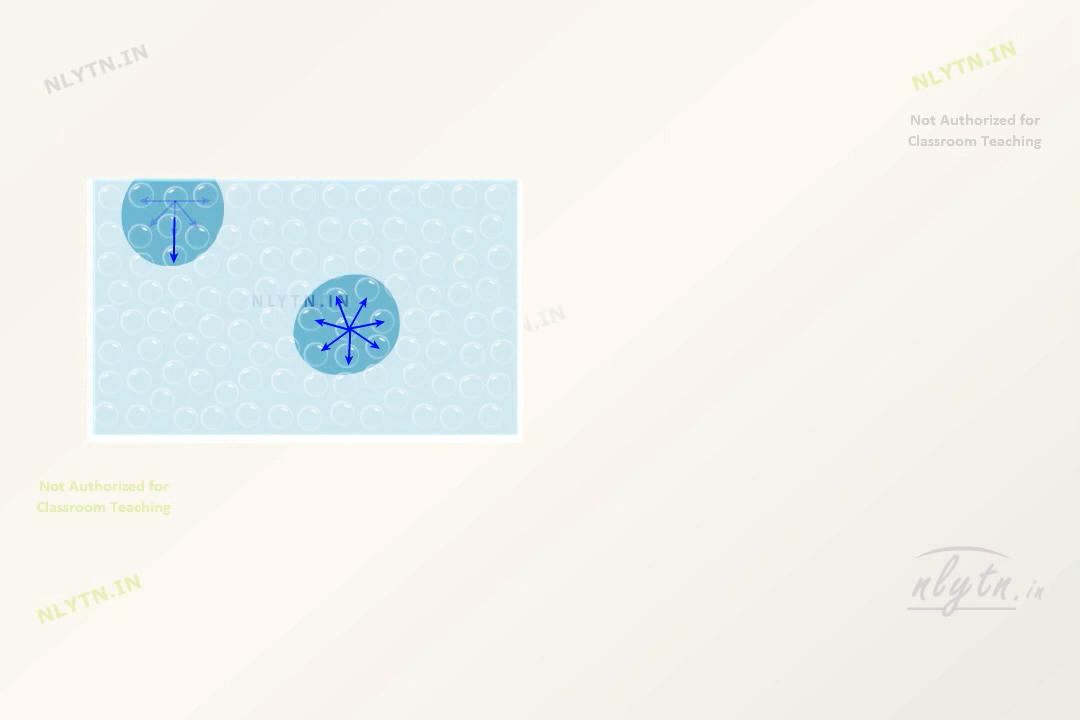 NLYTN.IN
NLYTN.IN
Not Authorized for
Classroom Teaching
NLYTN.IN
N.IN
Not Authorized for
Classroom Teaching
NLYTN.IN
nlytn.in